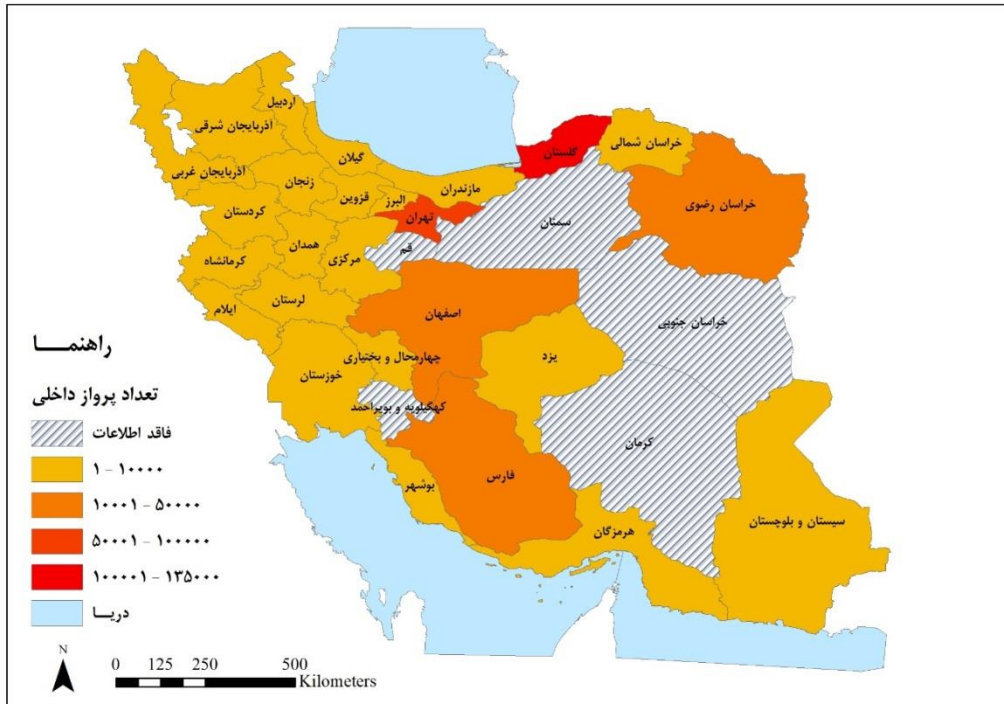 اردبیل
آذربایجان شرقی
گیلان
خراسان شمالی
گلستان
آذربایجان غربی
زنجان
قزوین
البرز
مازندران
خراسان رضوی
کردستان
تهران
سمنان
همدان
مرکزی
قم
کرمانشاه
لرستان
ایلام
اصفهان
خراسان جنوبی
چهارمحال و بختیاری
یزد
خوزستان
کهگیلویه و بویراحمد
کرمان
فارس
بوشهر
هرمزگان
سیستان و بلوچستان
راهنمــا
تعداد پرواز داخلی
فاقد اطلاعات
۱ – ۱۰۰۰۰
۱۰۰۰۱ – ۵۰۰۰۰
۵۰۰۰۱ – ۱۰۰۰۰۰
۱۰۰۰۰۱ – ۱۳۵۰۰۰
دریــا
N
0 125 250 500
Kilometers